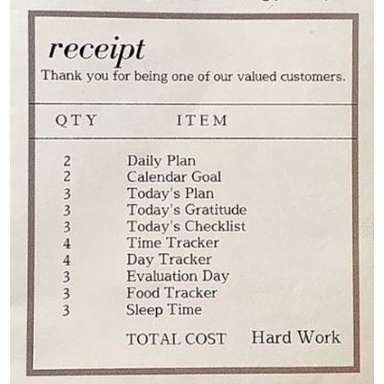 receipt
Thank you for being one of our valued customers.
QTY ITEM
2 Daily Plan
2 Calendar Goal
3 Today's Plan
3 Today's Gratitude
3 Today's Checklist
4 Time Tracker
4 Day Tracker
3 Evaluation Day
3 Food Tracker
3 Sleep Time
TOTAL COST Hard Work